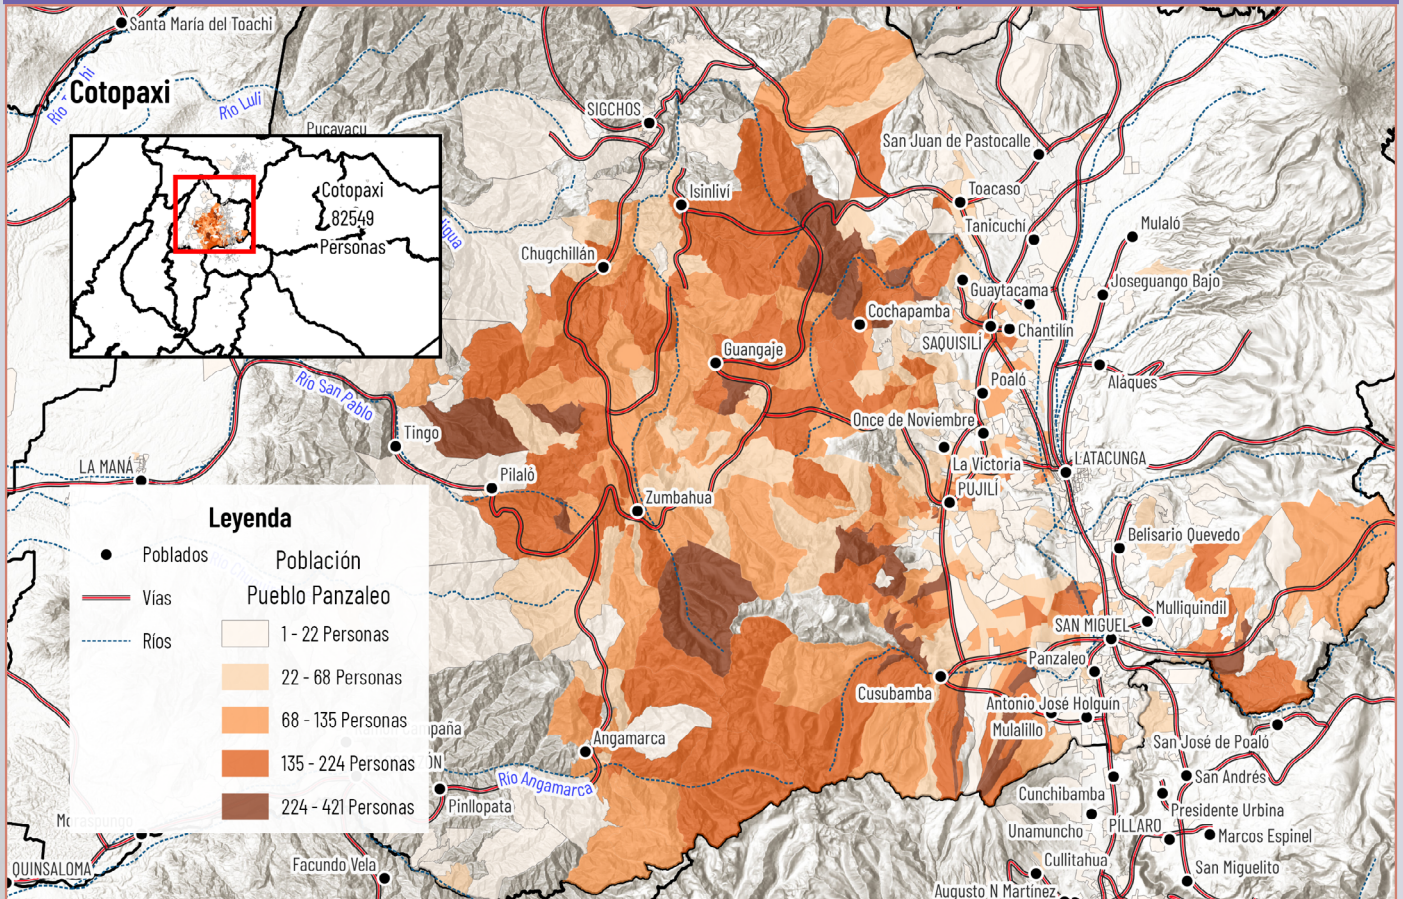 Santa María del Toachi
Cotopaxi
Río Luli
Pucayacu
SIGCHOS
San Juan de Pastocalle
Cotopaxi
82549
Personas
Isinliví
Toacaso
Tanicuchí
Mulaló
Chugchillán
Guaytacama
Joseguango Bajo
Cochapamba
Chantilín
SAQUISILÍ
Guangaje
Río San Pablo
Poaló
Aláques
Once de Noviembre
Tingo
LA MANÁ
Pilaló
La Victoria
LATACUNGA
PUJILÍ
Zumbahua
Leyenda
Poblados
Vías
Ríos
Población
Pueblo Panzaleo
1 - 22 Personas
22 - 68 Personas
68 - 135 Personas
135 - 224 Personas
224 - 421 Personas
Belisario Quevedo
Mulliquindil
SAN MIGUEL
Panzaleo
Cusubamba
Antonio José Holguín
Mulalillo
Angamarca
San José de Poaló
Río Angamarca
San Andrés
Pinllopata
Cunchibamba
Presidente Urbina
Unamuncho
PÍLLARO
Marcos Espinel
Moraspungo
QUINSALOMA
Facundo Vela
Cullitahua
San Miguelito
Augusto N Martínez